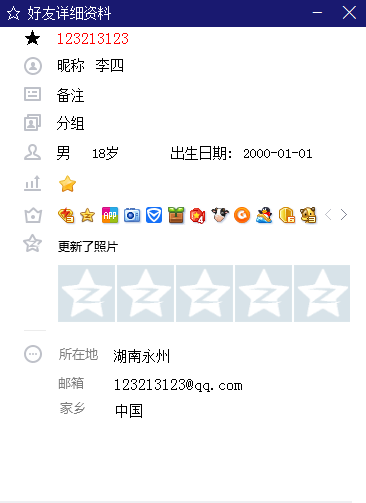 好友详细资料
123213123
昵称 李四
备注
分组
男 18岁 出生日期: 2000-01-01
APP
更新了照片
所在地 湖南永州
邮箱 123213123@qq.com
家乡 中国